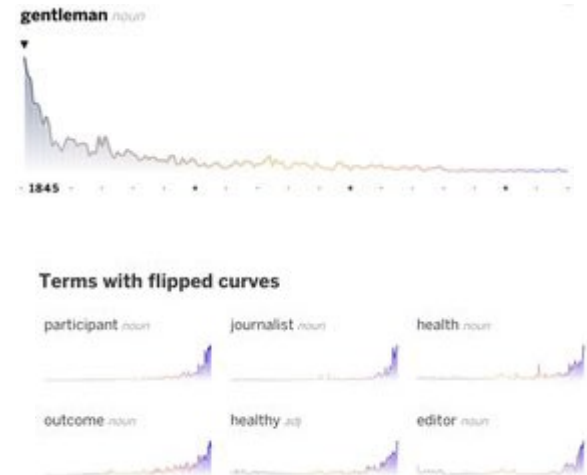 gentleman noun
1845
Terms with flipped curves
participant noun
journalist noun
health noun
outcome noun
healthy adj
editor noun